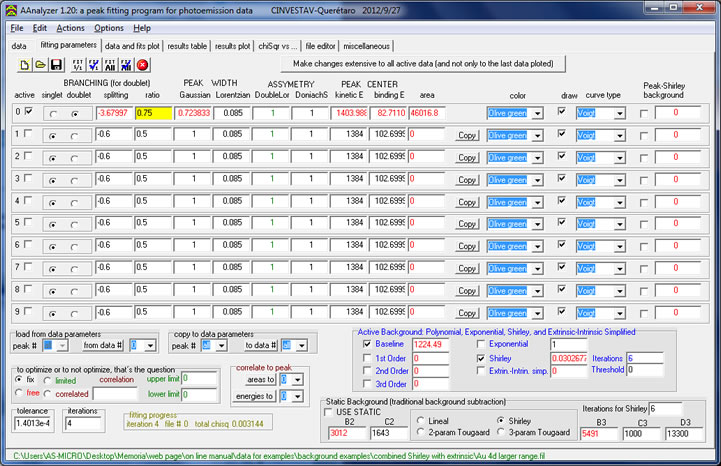 AAnalyzer 1.20: a peak fitting program for photoemission data CINVESTAV-Querétaro 2012/9/27
File Edit Actions Options Help
data fitting parameters data and fits plot results table results plot chiSqr vs ... file editor miscellaneous
FIT 1/1 FIT ALL FIT All FIT All Make changes extensive to all active data (and not only to the last data ploted)
BRANCHING (for doublet) PEAK WIDTH ASSYMETRY PEAK CENTER Peak-Shirley
active singlet doublet splitting ratio Gaussian Lorentzian DoubleLor DoniachS kinetic E binding E area color draw curve type background
0 -3.67997 0.75 0.723833 0.085 1 1 1403.988 82.7110 46016.8 Olive green Voigt 0
1 -0.6 0.5 1 0.085 1 1 1384 102.6995 0 Copy Olive green Voigt 0
2 -0.6 0.5 1 0.085 1 1 1384 102.6995 0 Copy Olive green Voigt 0
3 -0.6 0.5 1 0.085 1 1 1384 102.6995 0 Copy Olive green Voigt 0
4 -0.6 0.5 1 0.085 1 1 1384 102.6995 0 Copy Olive green Voigt 0
5 -0.6 0.5 1 0.085 1 1 1384 102.6995 0 Copy Olive green Voigt 0
6 -0.6 0.5 1 0.085 1 1 1384 102.6995 0 Copy Olive green Voigt 0
7 -0.6 0.5 1 0.085 1 1 1384 102.6995 0 Copy Olive green Voigt 0
8 -0.6 0.5 1 0.085 1 1 1384 102.6995 0 Copy Olive green Voigt 0
9 -0.6 0.5 1 0.085 1 1 1384 102.6995 0 Copy Olive green Voigt 0
load from data parameters
peak # from data # 0
copy to data parameters
peak # all to data # all
Active Background: Polynomial, Exponential, Shirley, and Extrinsic-Intrinsic Simplified
Baseline 1224.49 Exponential 1
1st Order 0 Shirley 0.030267 Iterations 6
2nd Order 0 Extrin.-Intrin. simp. 0 Threshold 0
3rd Order 0
to optimize or to not optimize, that's the question
fix limited correlation upper limit 0
free correlated lower limit 0
correlate to peak
areas to 0
energies to 0
tolerance
1.4013e-4
iterations
4
fitting progress
iteration 4 file # 0 total chisq 0.003144
Static Background (traditional background subtraction)
USE STATIC
B2 C2
3012 1643
Lineal Shirley
2-param Tougaard 3-param Tougaard
Iterations for Shirley 6
B3 C3 D3
5491 1000 13300
C:\Users\AS-MICRO\Desktop\Memoria\web page\on line manual\data for examples\background examples\combined Shirley with extrinsic\Au 4d larger range.fil